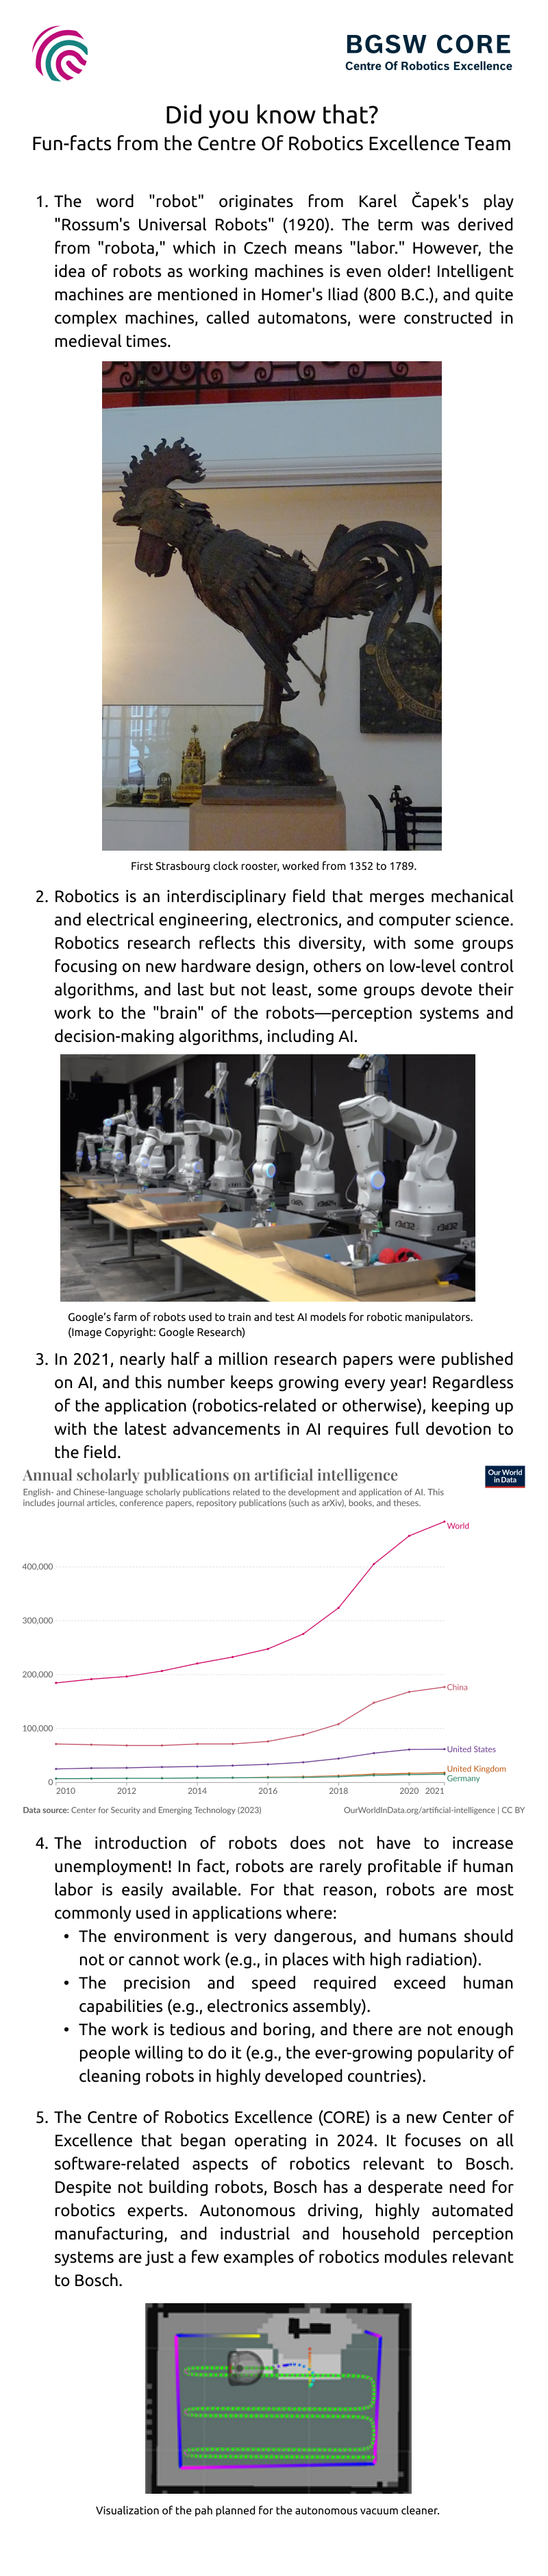 BGSW CORE
Centre Of Robotics Excellence
Did you know that?
Fun-facts from the Centre Of Robotics Excellence Team
1. The word "robot" originates from Karel Čapek's play
"Rossum's Universal Robots" (1920). The term was derived
from "robota," which in Czech means "labor." However, the
idea of robots as working machines is even older! Intelligent
machines are mentioned in Homer's Iliad (800 B.C.), and quite
complex machines, called automatons, were constructed in
medieval times.
First Strasbourg clock rooster, worked from 1352 to 1789.
2. Robotics is an interdisciplinary field that merges mechanical
and electrical engineering, electronics, and computer science.
Robotics research reflects this diversity, with some groups
focusing on new hardware design, others on low-level control
algorithms, and last but not least, some groups devote their
work to the "brain" of the robots—perception systems and
decision-making algorithms, including AI.
Google's farm of robots used to train and test AI models for robotic manipulators.
(Image Copyright: Google Research)
3. In 2021, nearly half a million research papers were published
on AI, and this number keeps growing every year! Regardless
of the application (robotics-related or otherwise), keeping up
with the latest advancements in AI requires full devotion to
the field.
Annual scholarly publications on artificial intelligence
Our World
in Data
English- and Chinese-language scholarly publications related to the development and application of AI. This
includes journal articles, conference papers, repository publications (such as arXiv), books, and theses.
World
400,000
300,000
200,000
China
100,000
United States
United Kingdom
Germany
0
2010 2012 2014 2016 2018 2020 2021
Data source: Center for Security and Emerging Technology (2023)
OurWorldInData.org/artificial-intelligence | CC BY
4. The introduction of robots does not have to increase
unemployment! In fact, robots are rarely profitable if human
labor is easily available. For that reason, robots are most
commonly used in applications where:
• The environment is very dangerous, and humans should
not or cannot work (e.g., in places with high radiation).
• The precision and speed required exceed human
capabilities (e.g., electronics assembly).
• The work is tedious and boring, and there are not enough
people willing to do it (e.g., the ever-growing popularity of
cleaning robots in highly developed countries).
5. The Centre of Robotics Excellence (CORE) is a new Center of
Excellence that began operating in 2024. It focuses on all
software-related aspects of robotics relevant to Bosch.
Despite not building robots, Bosch has a desperate need for
robotics experts. Autonomous driving, highly automated
manufacturing, and industrial and household perception
systems are just a few examples of robotics modules relevant
to Bosch.
Visualization of the pah planned for the autonomous vacuum cleaner.